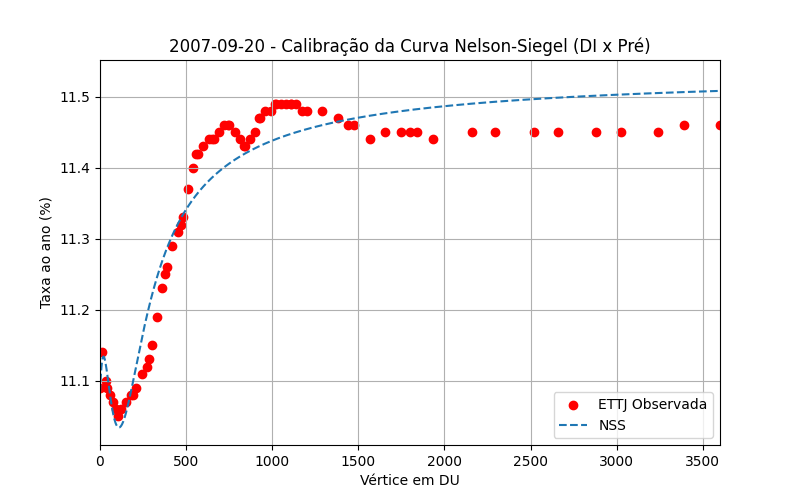 2007-09-20 - Calibração da Curva Nelson-Siegel (DI x Pré)
Taxa ao ano (%)
11.5
11.4
11.3
11.2
11.1
ETTJ Observada
NSS
0
500
1000
1500
2000
2500
3000
3500
Vértice em DU